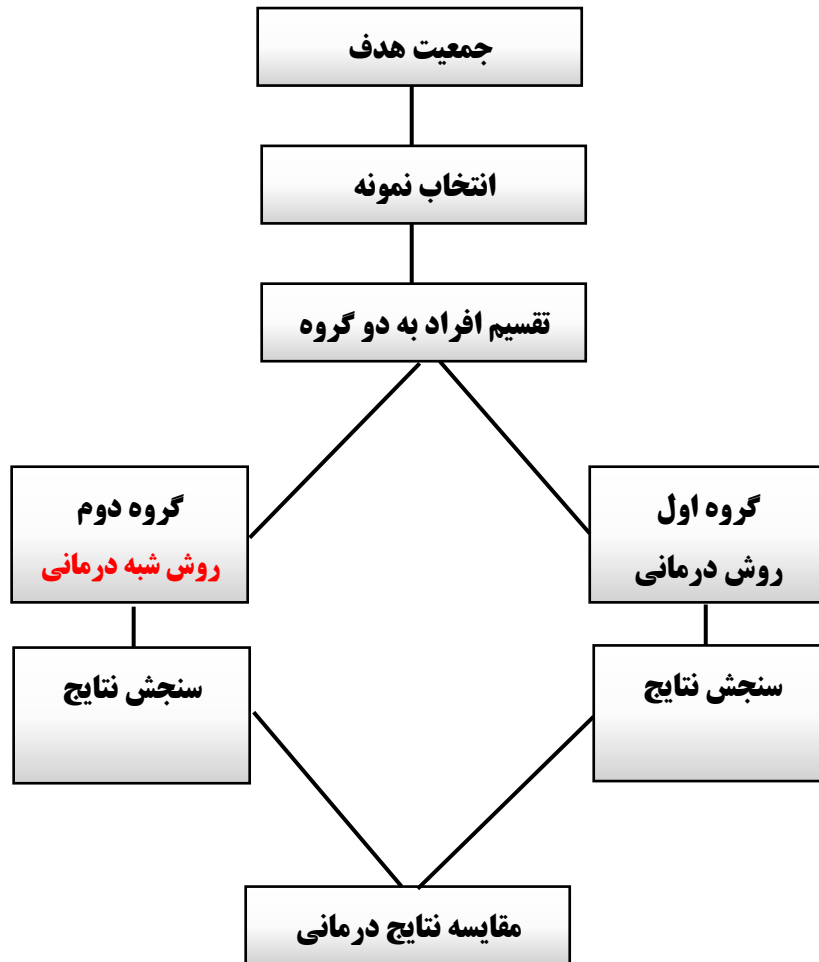 جمعیت هدف
انتخاب نمونه
تقسیم افراد به دو گروه
گروه اول
روش درمانی
گروه دوم
روش شبه درمانی
سنجش نتایج
سنجش نتایج
مقایسه نتایج درمانی